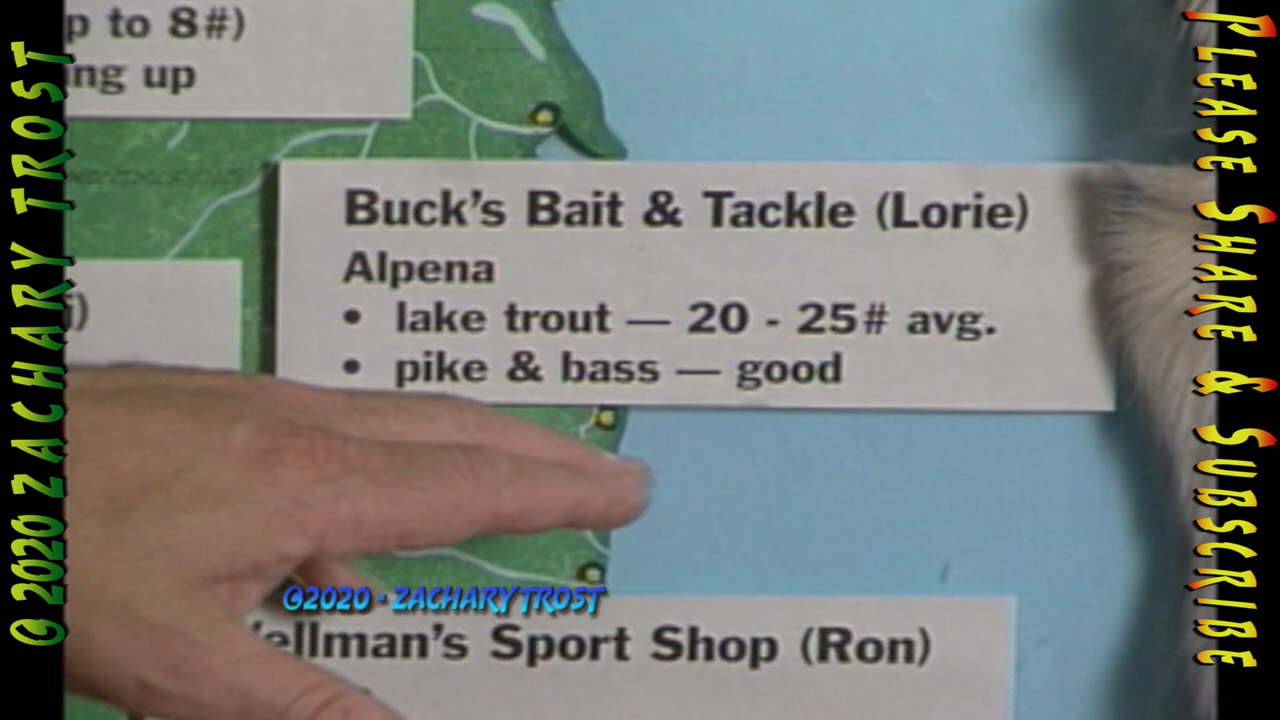 © 2020 ZACHARY TROST
p to 8#)
ing up
Buck's Bait & Tackle (Lorie)
Alpena
• lake trout — 20 - 25# avg.
• pike & bass — good
©2020 - ZACHARY TROST
ellman's Sport Shop (Ron)
PLEASE SHARE & SUBSCRIBE